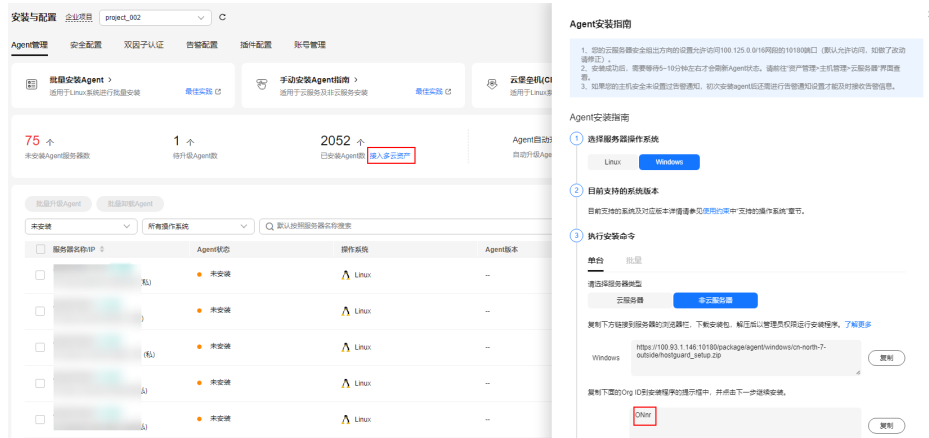 安装与配置 企业项目 project_002
Agent管理 安全配置 双因子认证 告警配置 插件配置 账号管理
批量安装Agent >
适用于Linux系统进行批量安装 最佳实践
手动安装Agent指南 >
适用于云服务及非云服务安装 最佳实践
云堡垒机(CB
适用于Linux系
75 个
未安装Agent服务器数
1 个
待升级Agent数
2052 个
已安装Agent数 接入多云资产
Agent自动升
自动升级Age
批量升级Agent 批量卸载Agent
未安装 所有操作系统 默认按照服务器名称搜索
服务器名称/IP Agent状态 操作系统 Agent版本
(私) 未安装 Linux --
) 未安装 Linux --
(私) 未安装 Linux --
未安装 Linux --
未安装 Linux --
Agent安装指南
1、您的云服务器安全组出方向的设置允许访问100.125.0.0/16网段的10180端口（默认允许访问，如做了改动
请修正）。
2、安装成功后，需要等待5~10分钟左右才会刷新Agent状态。请前往"资产管理>主机管理>云服务器"界面查
看。
3、如果您的主机安全未设置过告警通知，初次安装agent后还需进行告警通知设置才能及时接收告警信息。
Agent安装指南
1 选择服务器操作系统
Linux Windows
2 目前支持的系统版本
目前支持的系统及对应版本详情请参见使用约束中"支持的操作系统"章节。
3 执行安装命令
单台 批量
请选择服务器类型
云服务器 非云服务器
复制下方链接到服务器的浏览器栏，下载安装包，解压后以管理员权限运行安装程序。了解更多
Windows
https://100.93.1.146:10180/package/agent/windows/cn-north-7-
outside/hostguard_setup.zip
复制
复制下面的Org ID到安装程序的提示框中，并点击下一步继续安装。
ONnr
复制